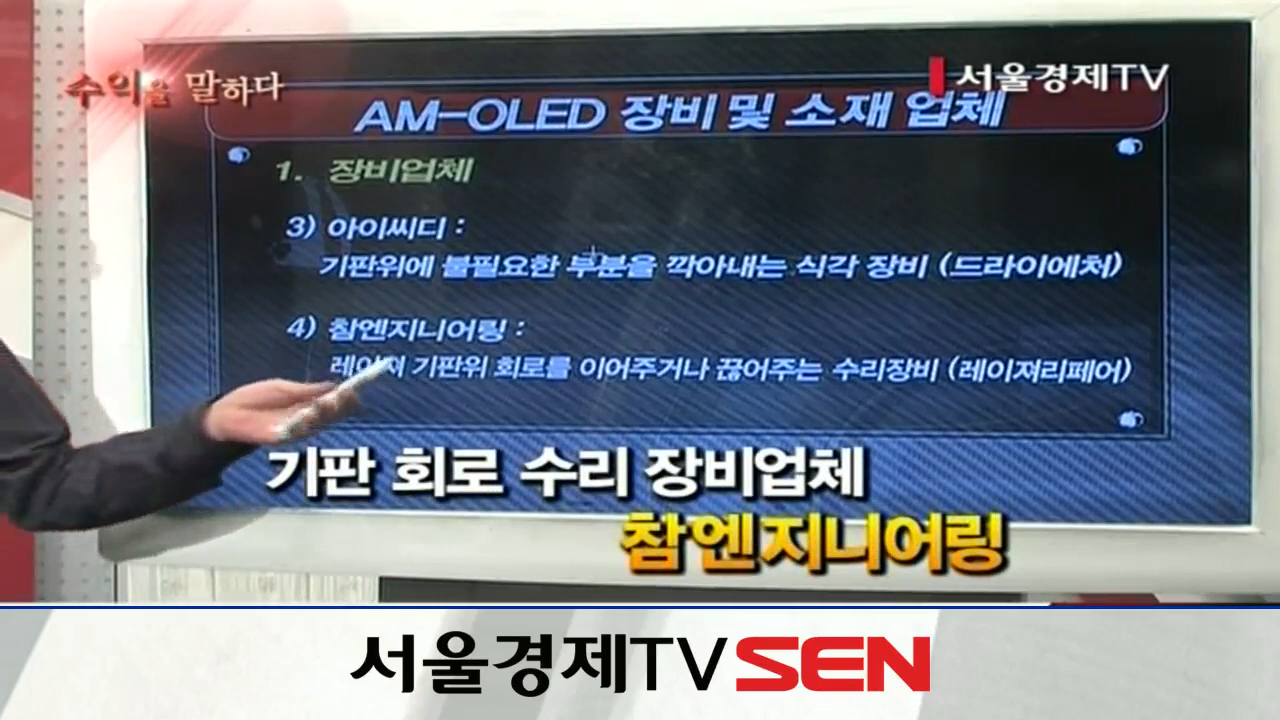 수익을 말하다
서울경제TV
AM-OLED 장비 및 소재 업체
1. 장비업체
3) 아이씨디 :
기판위에 불필요한 부분을 깍아내는 식각 장비 (드라이에처)
4) 참엔지니어링 :
레이져 기판위 회로를 이어주거나 끊어주는 수리장비 (레이져리페어)
기판 회로 수리 장비업체
참엔지니어링
서울경제TV SEN